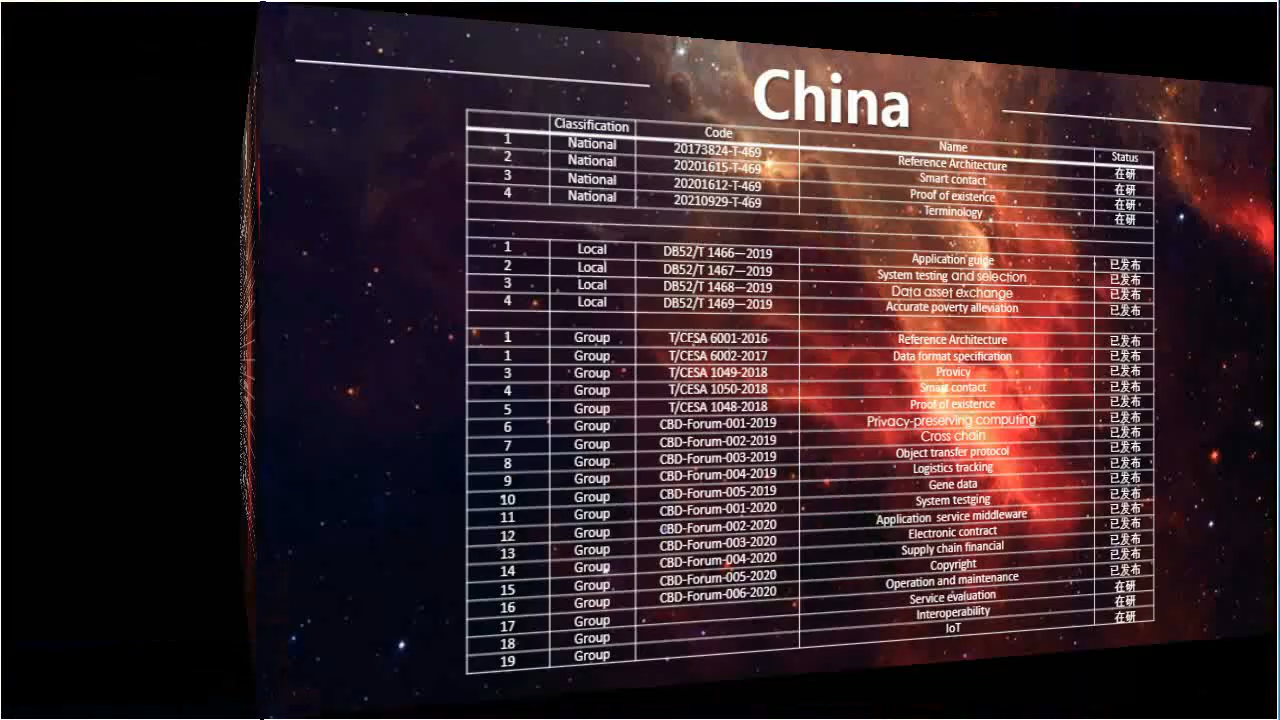 China
Classification Code Name Status
1 National 20173824-T-469 Reference Architecture 在研
2 National 20201615-T-469 Smart contact 在研
3 National 20201612-T-469 Proof of existence 在研
4 National 20210929-T-469 Terminology 在研
1 Local DB52/T 1466—2019 Application guide 已发布
2 Local DB52/T 1467—2019 System testing and selection 已发布
3 Local DB52/T 1468—2019 Data asset exchange 已发布
4 Local DB52/T 1469—2019 Accurate poverty alleviation 已发布
1 Group T/CESA 6001-2016 Reference Architecture 已发布
1 Group T/CESA 6002-2017 Data format specification 已发布
3 Group T/CESA 1049-2018 Provicy 已发布
4 Group T/CESA 1050-2018 Smart contact 已发布
5 Group T/CESA 1048-2018 Proof of existence 已发布
6 Group CBD-Forum-001-2019 Privacy-preserving computing 已发布
7 Group CBD-Forum-002-2019 Cross chain 已发布
8 Group CBD-Forum-003-2019 Object transfer protocol 已发布
9 Group CBD-Forum-004-2019 Logistics tracking 已发布
10 Group CBD-Forum-005-2019 Gene data 已发布
11 Group CBD-Forum-001-2020 System testging 已发布
12 Group CBD-Forum-002-2020 Application service middleware 已发布
13 Group CBD-Forum-003-2020 Electronic contract 已发布
14 Group CBD-Forum-004-2020 Supply chain financial 已发布
15 Group CBD-Forum-005-2020 Copyright 已发布
16 Group CBD-Forum-006-2020 Operation and maintenance 已发布
17 Group Service evaluation 在研
18 Group Interoperability 在研
19 Group IoT 在研